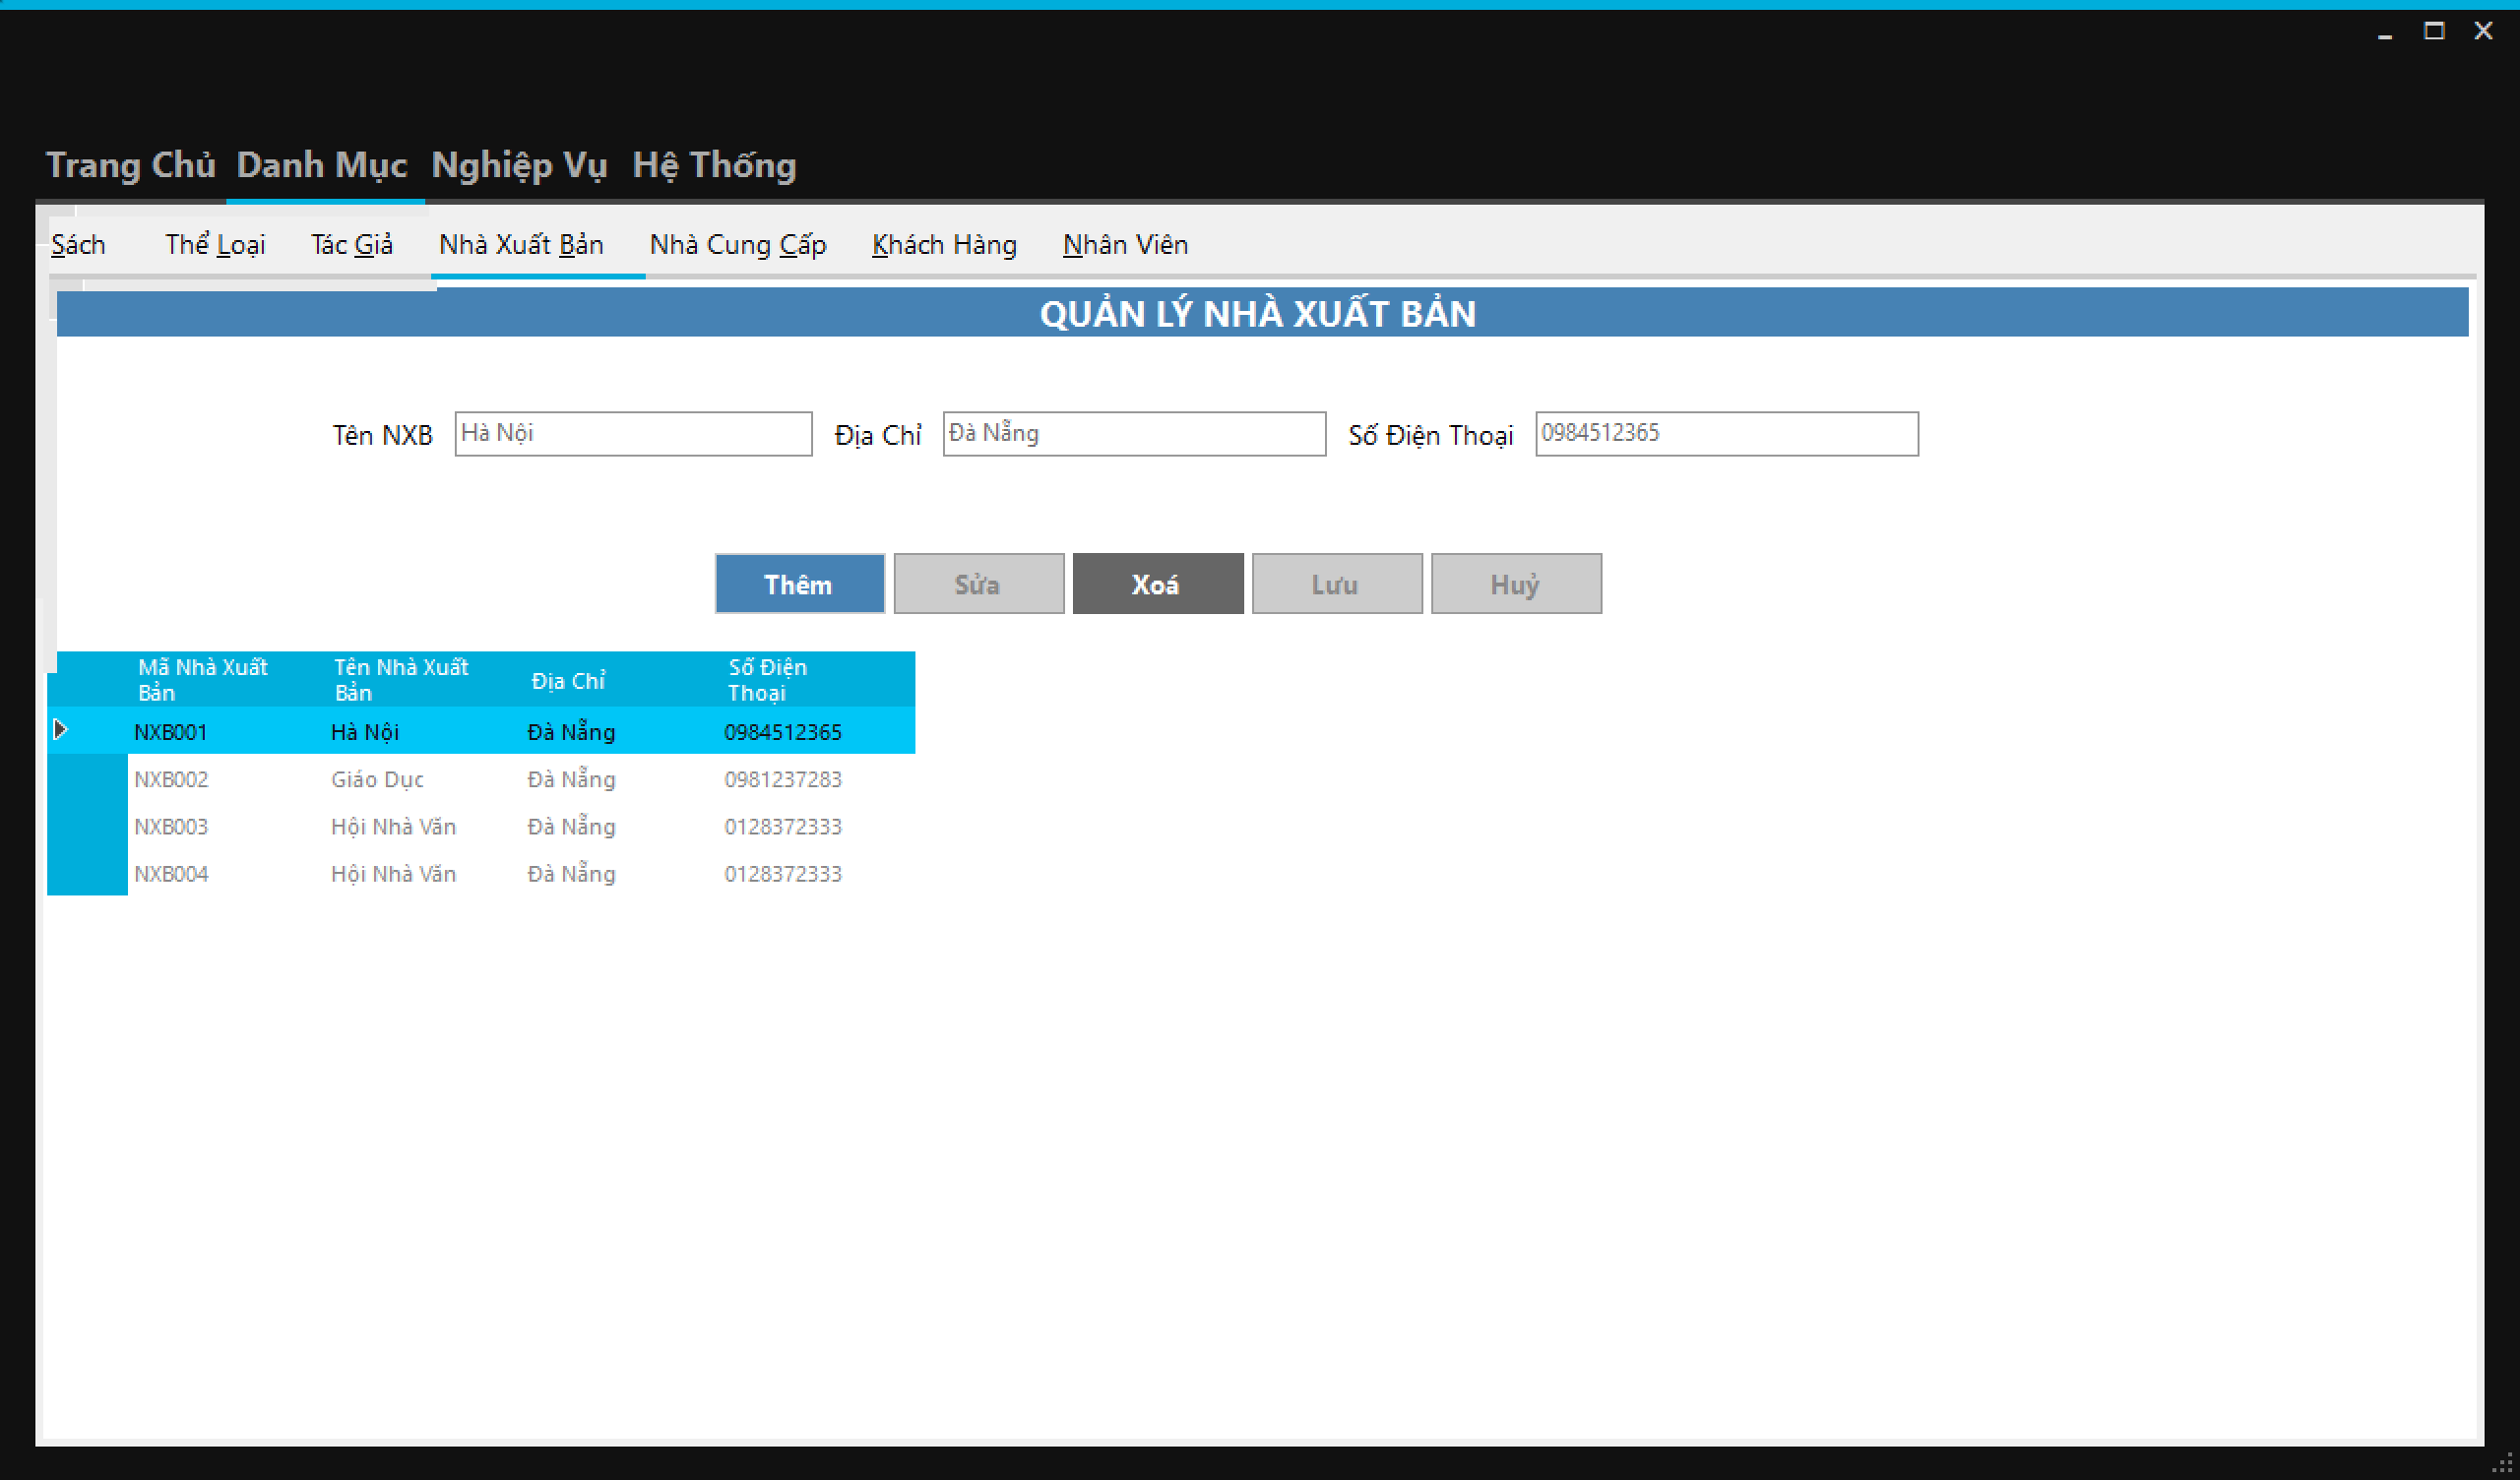 Trang Chủ Danh Mục Nghiệp Vụ Hệ Thống
Sách Thể Loại Tác Giả Nhà Xuất Bản Nhà Cung Cấp Khách Hàng Nhân Viên
QUẢN LÝ NHÀ XUẤT BẢN
Tên NXB Hà Nội Địa Chỉ Đà Nẵng Số Điện Thoại 0984512365
Thêm Sửa Xoá Lưu Huỷ
Mã Nhà Xuất Bản Tên Nhà Xuất Bản Địa Chỉ Số Điện Thoại
NXB001 Hà Nội Đà Nẵng 0984512365
NXB002 Giáo Dục Đà Nẵng 0981237283
NXB003 Hội Nhà Văn Đà Nẵng 0128372333
NXB004 Hội Nhà Văn Đà Nẵng 0128372333